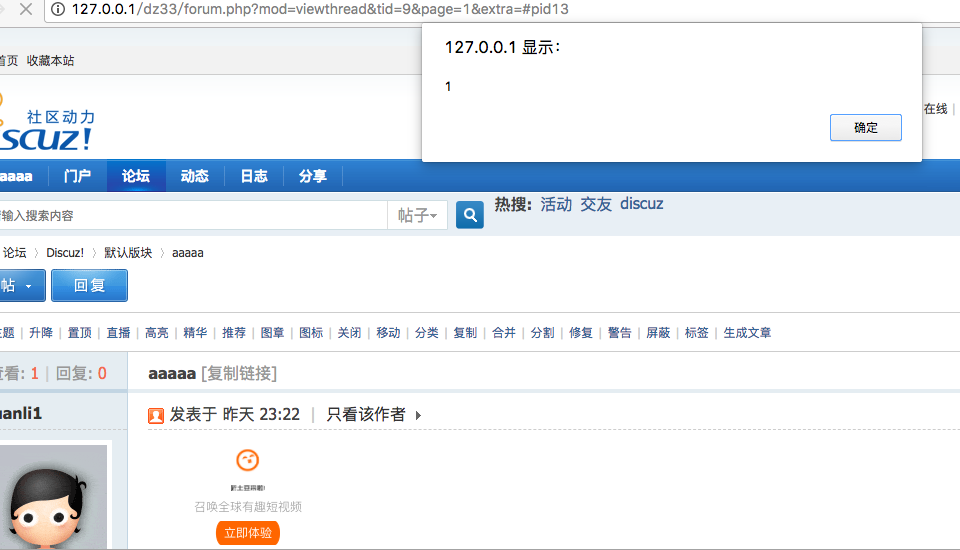 127.0.0.1/dz33/forum.php?mod=viewthread&tid=9&page=1&extra=#pid13
127.0.0.1 显示：
1
确定
首页 收藏本站
在线
社区动力
scuz!
aaaa 门户 论坛 动态 日志 分享
输入搜索内容 帖子 热搜: 活动 交友 discuz
论坛 › Discuz! › 默认版块 › aaaaa
帖 回复
主题 | 升降 | 置顶 | 直播 | 高亮 | 精华 | 推荐 | 图章 | 图标 | 关闭 | 移动 | 分类 | 复制 | 合并 | 分割 | 修复 | 警告 | 屏蔽 | 标签 | 生成文章
查看: 1 | 回复: 0 aaaaa [复制链接]
anli1 发表于 昨天 23:22 | 只看该作者
召唤全球有趣短视频
立即体验